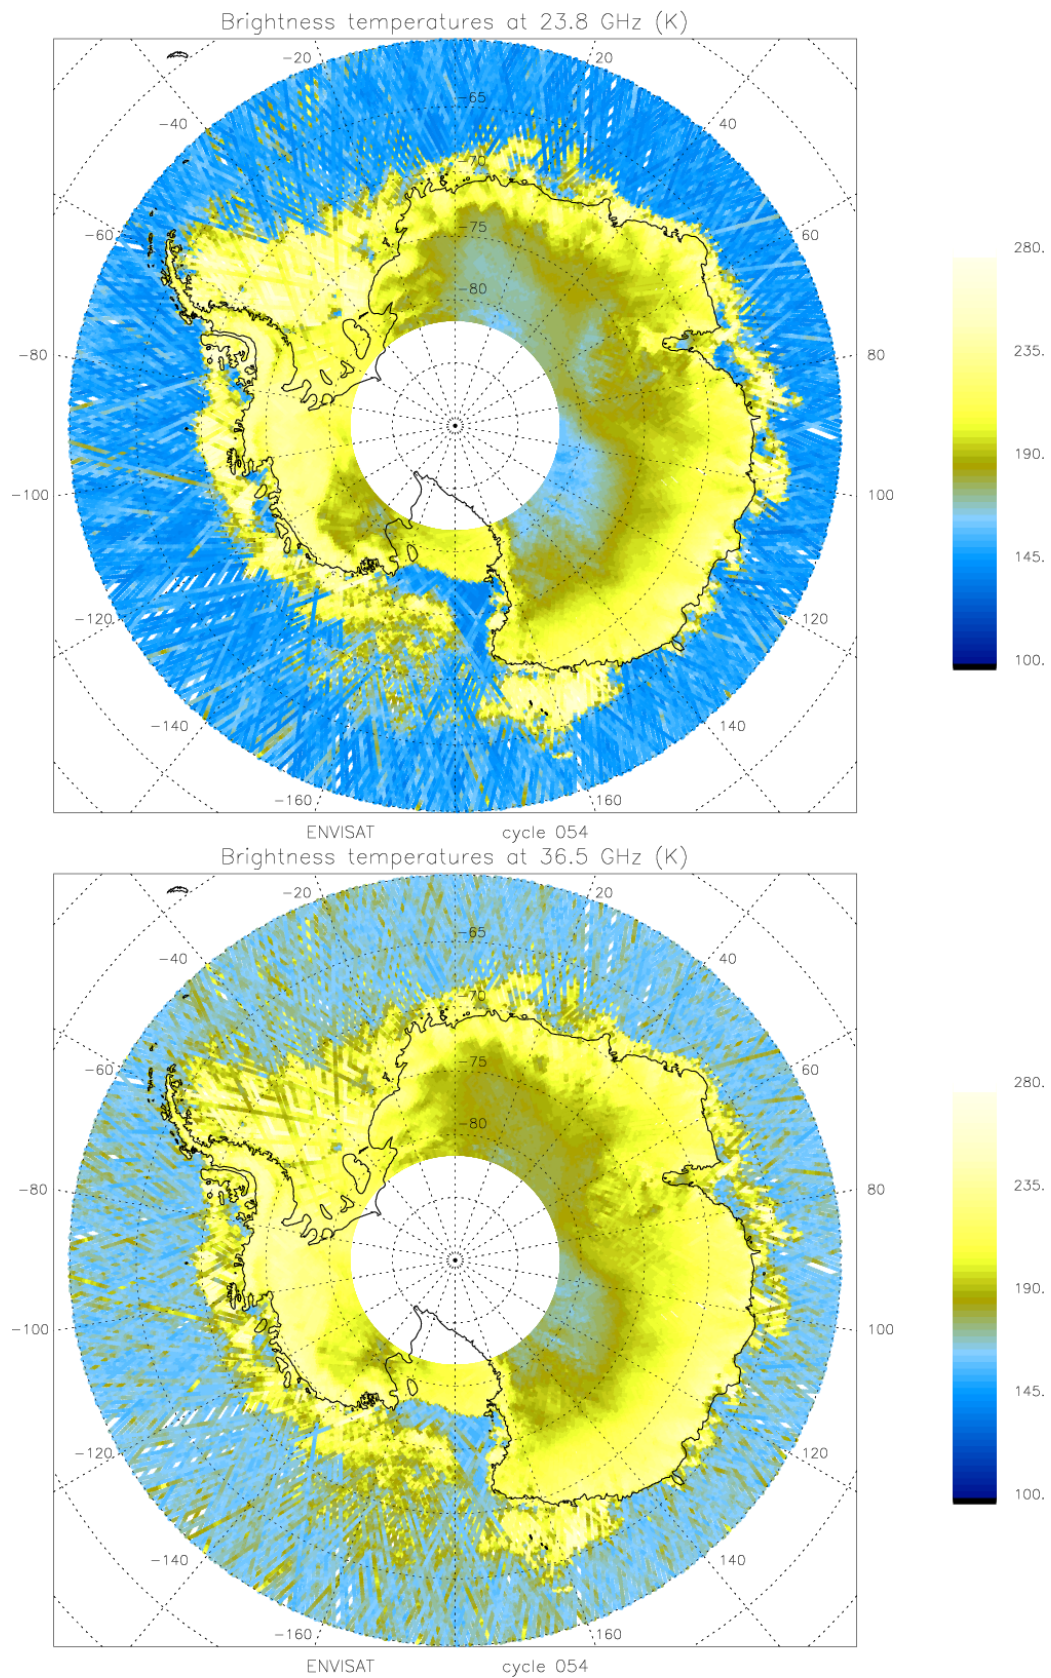 Brightness temperatures at 23.8 GHz (K)
-20 20
-40 -65 40
-70
-60 -75 60
-80 280.
-80 80 235.
190.
-100 100
145.
-120 120
100.
-140 140
-160 160
ENVISAT cycle 054
Brightness temperatures at 36.5 GHz (K)
-20 20
-40 -65 40
-70
-60 -75 60
-80 280.
-80 80 235.
190.
-100 100
145.
-120 120
100.
-140 140
-160 160
ENVISAT cycle 054